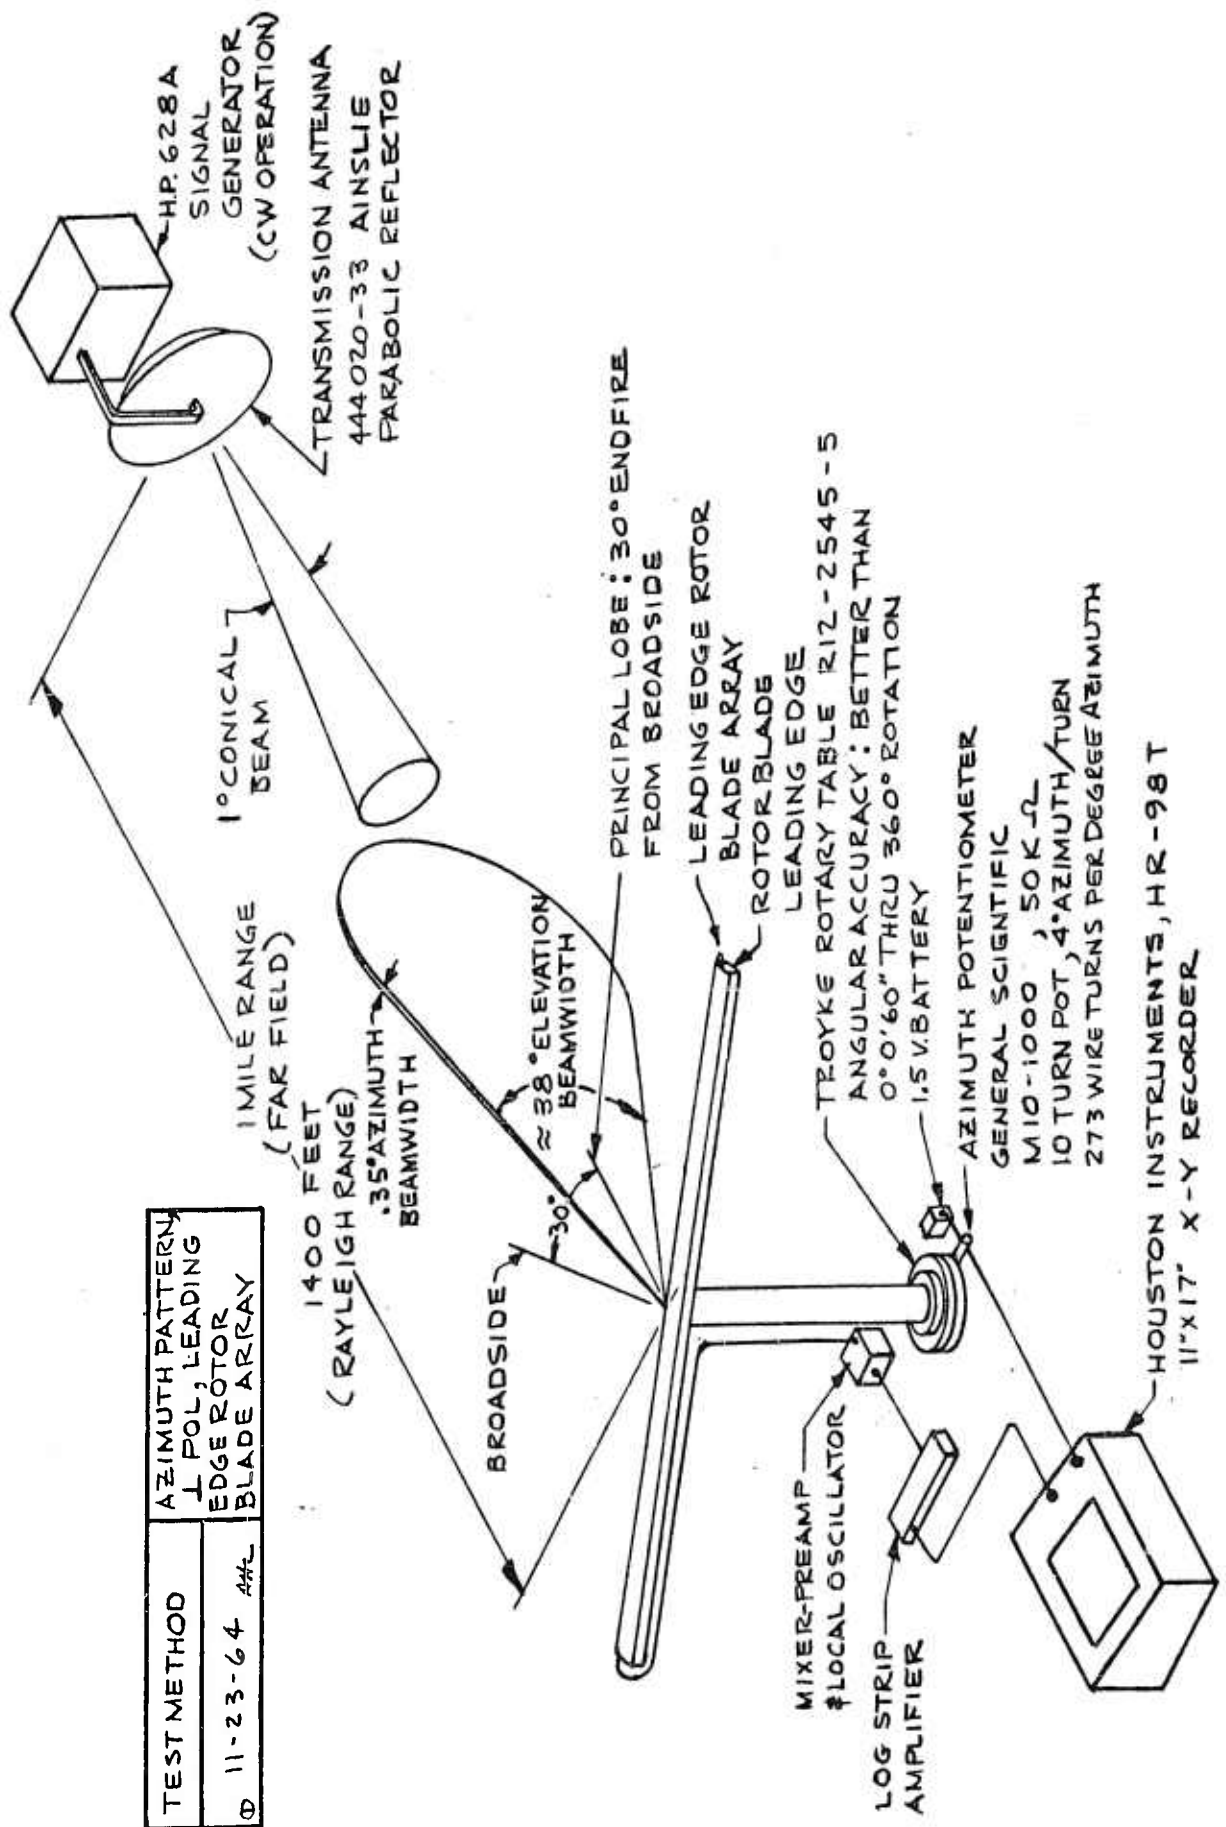 TEST METHOD
① 11-23-64
AZIMUTH PATTERN,
⊥ POL, LEADING
EDGE ROTOR
BLADE ARRAY
H.P. 628A
SIGNAL
GENERATOR
(CW OPERATION)
TRANSMISSION ANTENNA
444020-33 AINSLIE
PARABOLIC REFLECTOR
1 MILE RANGE
(FAR FIELD)
1° CONICAL
BEAM
1400 FEET
(RAYLEIGH RANGE)
.35° AZIMUTH
BEAMWIDTH
≈ 38° ELEVATION
BEAMWIDTH
BROADSIDE
30°
PRINCIPAL LOBE: 30° ENDFIRE
FROM BROADSIDE
LEADING EDGE ROTOR
BLADE ARRAY
ROTOR BLADE
LEADING EDGE
TROYKE ROTARY TABLE R12-2545-5
ANGULAR ACCURACY: BETTER THAN
0°0'60" THRU 360° ROTATION
1.5 V. BATTERY
AZIMUTH POTENTIOMETER
GENERAL SCIENTIFIC
M10-1000, 50K Ω
10 TURN POT, 4° AZIMUTH/TURN
273 WIRE TURNS PER DEGREE AZIMUTH
MIXER-PREAMP
& LOCAL OSCILLATOR
LOG STRIP
AMPLIFIER
HOUSTON INSTRUMENTS, HR-98T
11" X 17" X-Y RECORDER